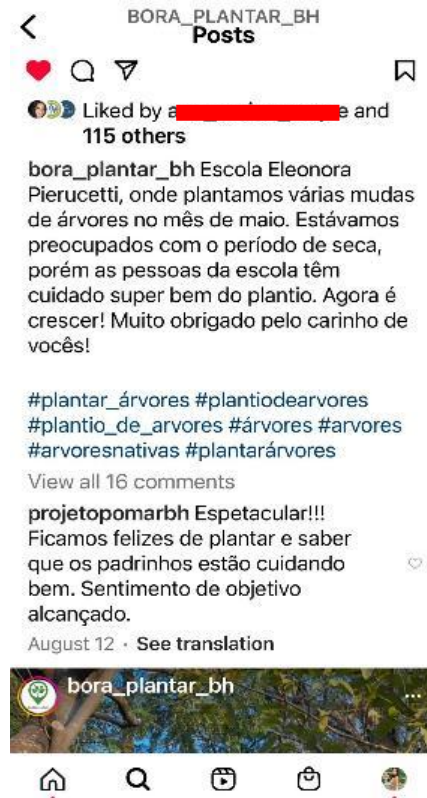 BORA_PLANTAR_BH
Posts
Liked by a e and
115 others
bora_plantar_bh Escola Eleonora
Pierucetti, onde plantamos várias mudas
de árvores no mês de maio. Estávamos
preocupados com o período de seca,
porém as pessoas da escola têm
cuidado super bem do plantio. Agora é
crescer! Muito obrigado pelo carinho de
vocês!
#plantar_árvores #plantiodearvores
#plantio_de_arvores #árvores #arvores
#arvoresnativas #plantarárvores
View all 16 comments
projetopomarbh Espetacular!!!
Ficamos felizes de plantar e saber
que os padrinhos estão cuidando
bem. Sentimento de objetivo
alcançado.
August 12 · See translation
bora_plantar_bh